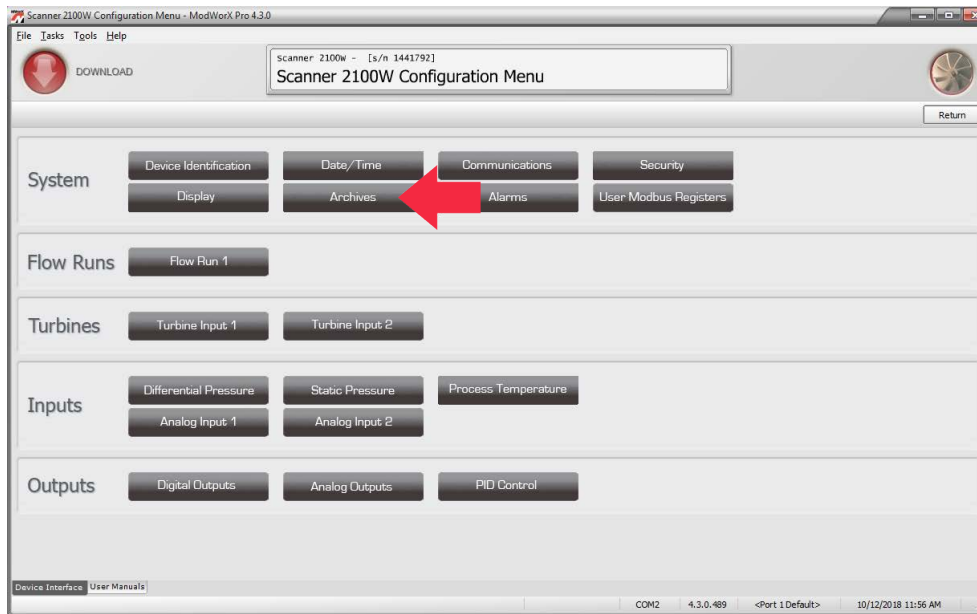 Scanner 2100W Configuration Menu - ModWorX Pro 4.3.0
File Tasks Tools Help
DOWNLOAD
Scanner 2100W - [s/n 1441792]
Scanner 2100W Configuration Menu
Return
System
Device Identification Date/Time Communications Security
Display Archives Alarms User Modbus Registers
Flow Runs Flow Run 1
Turbines Turbine Input 1 Turbine Input 2
Inputs
Differential Pressure Static Pressure Process Temperature
Analog Input 1 Analog Input 2
Outputs Digital Outputs Analog Outputs PID Control
Device Interface User Manuals
COM2 4.3.0.489 <Port 1 Default> 10/12/2018 11:56 AM